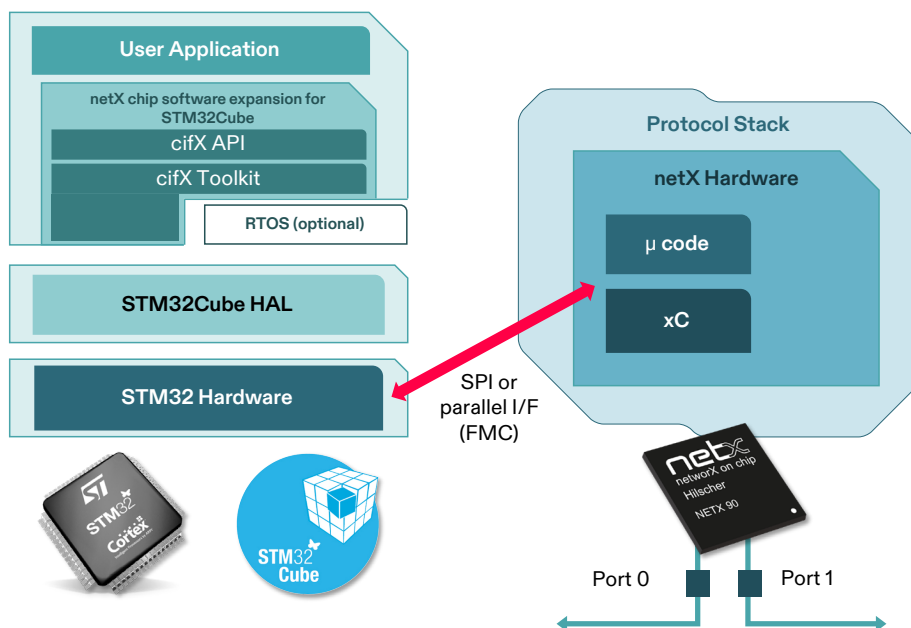 User Application
netX chip software expansion for
STM32Cube
cifX API
cifX Toolkit
RTOS (optional)
STM32Cube HAL
STM32 Hardware
SPI or
parallel I/F
(FMC)
Protocol Stack
netX Hardware
µ code
xC
ST
STM32
Cortex
STM32
Cube
netx
networX on chip
Hilscher
NETX 90
Port 0
Port 1